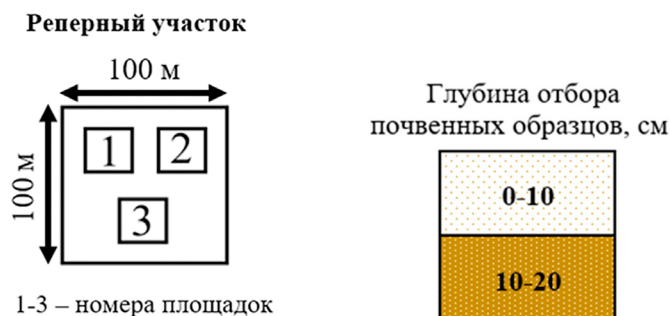 Реперный участок
100 м
100 м
1
2
3
1-3 – номера площадок
Глубина отбора
почвенных образцов, см
0-10
10-20